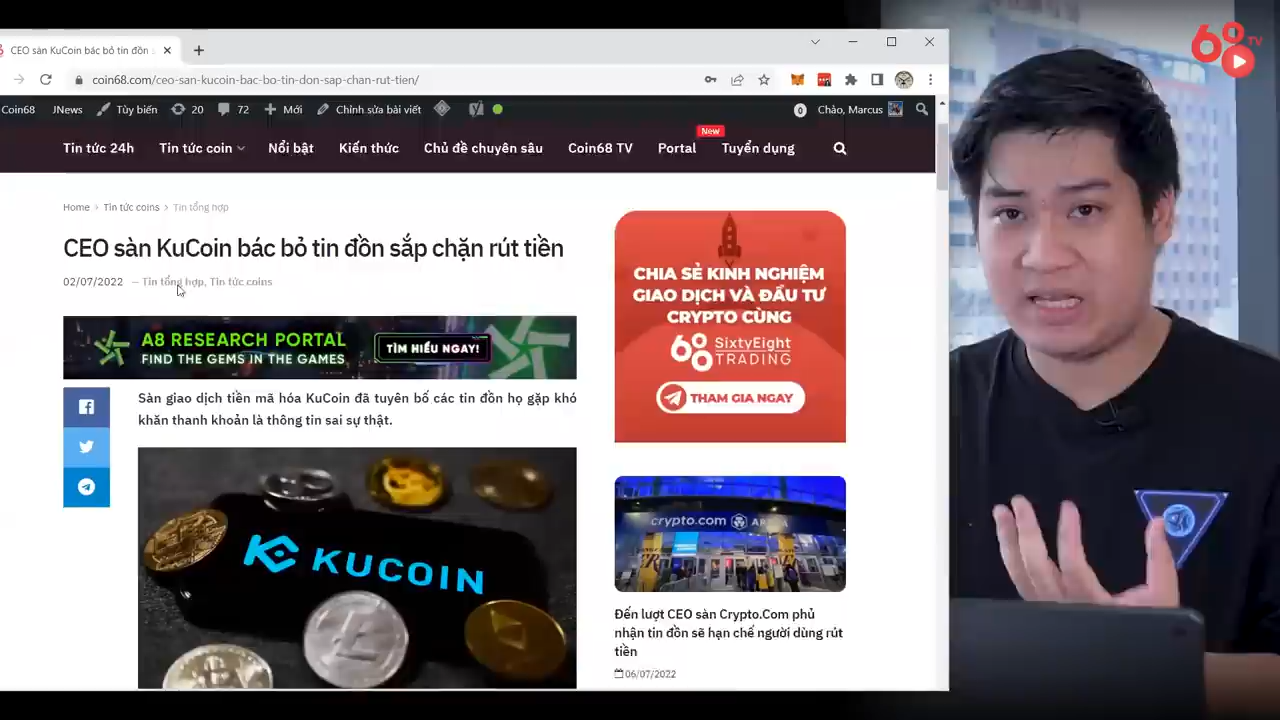 68 TV
CEO sàn KuCoin bác bỏ tin đồn s
coin68.com/ceo-san-kucoin-bac-bo-tin-don-sap-chan-rut-tien/
Coin68 JNews Tùy biến 20 72 Mới Chỉnh sửa bài viết 0 Chào, Marcus
New
Tin tức 24h Tin tức coin Nổi bật Kiến thức Chủ đề chuyên sâu Coin68 TV Portal Tuyển dụng
Home > Tin tức coins > Tin tổng hợp
CEO sàn KuCoin bác bỏ tin đồn sắp chặn rút tiền
02/07/2022 – Tin tổng hợp, Tin tức coins
A8 RESEARCH PORTAL
FIND THE GEMS IN THE GAMES
TÌM HIỂU NGAY!
Sàn giao dịch tiền mã hóa KuCoin đã tuyên bố các tin đồn họ gặp khó
khăn thanh khoản là thông tin sai sự thật.
KUCOIN
CHIA SẺ KINH NGHIỆM
GIAO DỊCH VÀ ĐẦU TƯ
CRYPTO CÙNG
68 SixtyEight
TRADING
THAM GIA NGAY
crypto.com ARENA
Đến lượt CEO sàn Crypto.Com phủ
nhận tin đồn sẽ hạn chế người dùng rút
tiền
06/07/2022